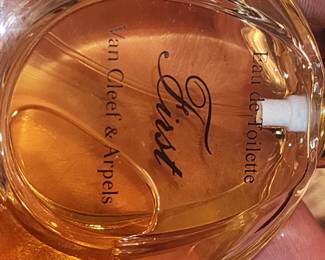 Eau de Toilette
First
Van Cleef & Arpels